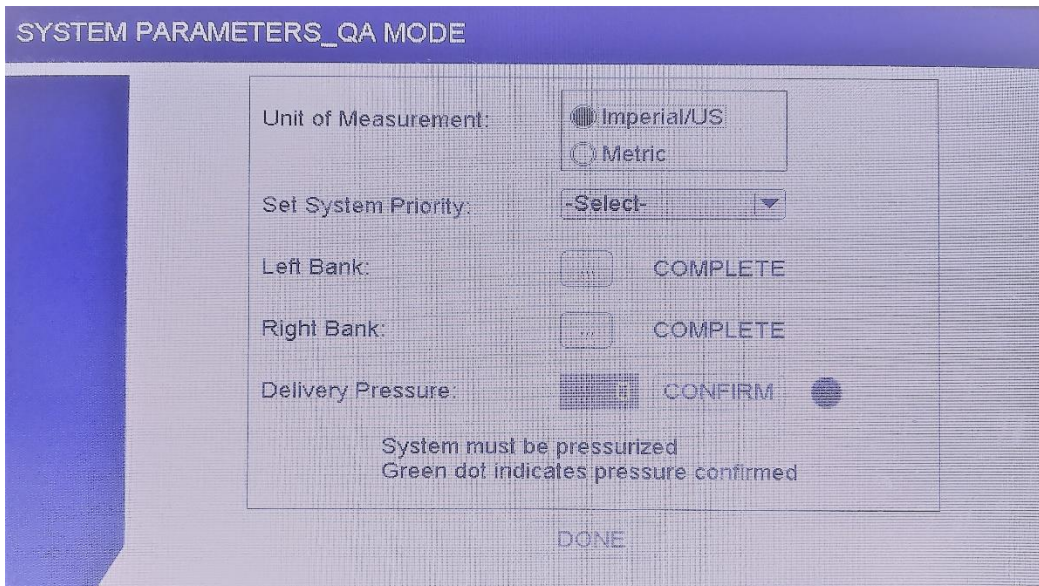 SYSTEM PARAMETERS_QA MODE
Unit of Measurement:
Imperial/US
Metric
Set System Priority:
-Select-
Left Bank:
...
COMPLETE
Right Bank:
...
COMPLETE
Delivery Pressure:
CONFIRM
System must be pressurized
Green dot indicates pressure confirmed
DONE